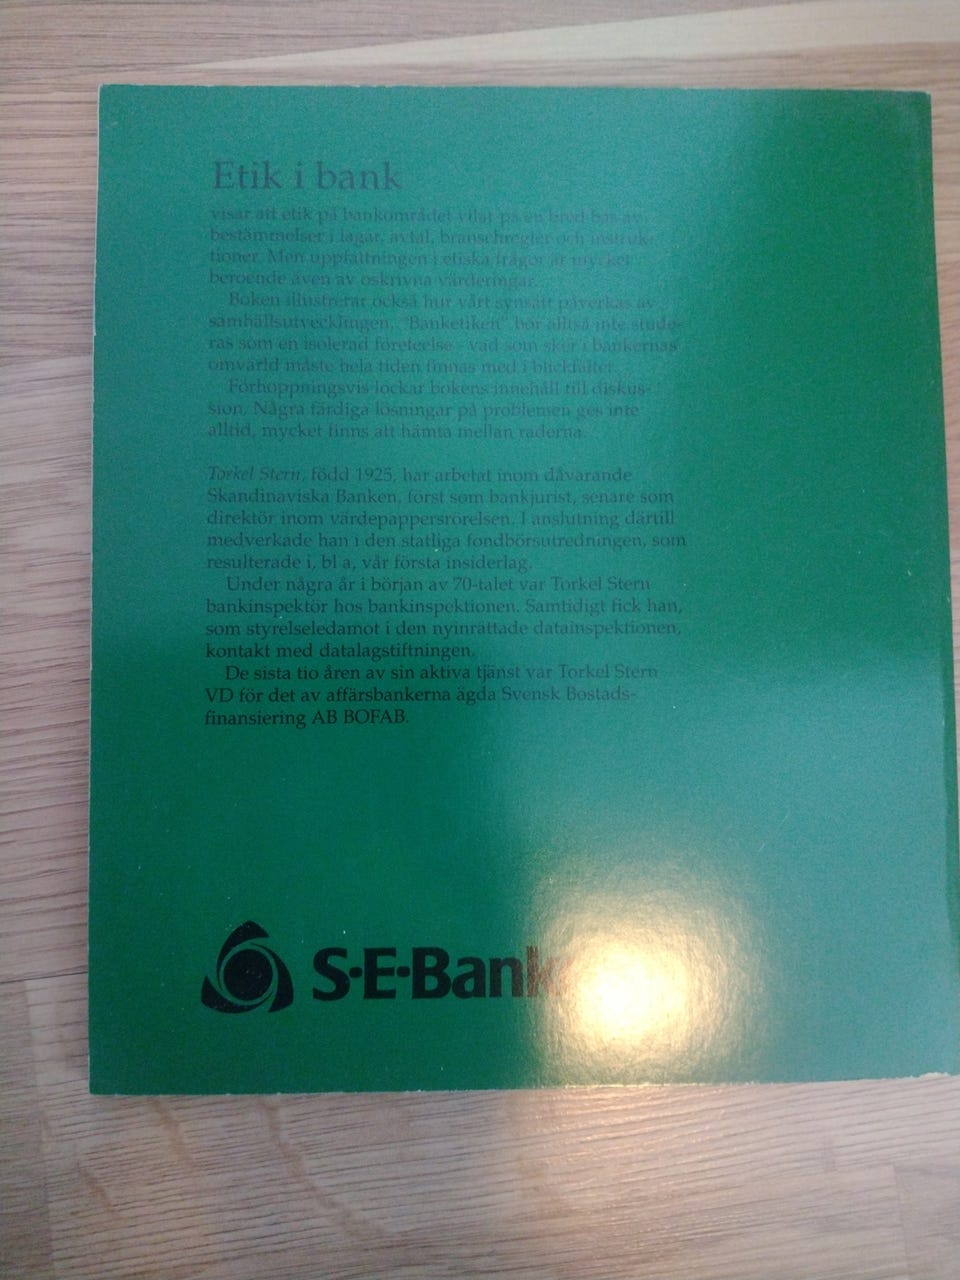 Etik i bank
visar att etik på bankområdet vilar på en bred bas av
bestämmelser i lagar, avtal, branschregler och instruk-
tioner. Men uppfattningen i etiska frågor är mycket
beroende även av oskrivna värderingar.
Boken illustrerar också hur vårt synsätt påverkas av
samhällsutvecklingen. "Banketiken" bör alltså inte stude-
ras som en isolerad företeelse - vad som sker i bankernas
omvärld måste hela tiden finnas med i blickfältet.
Förhoppningsvis lockar bokens innehåll till diskus-
sion. Några färdiga lösningar på problemen ges inte
alltid, mycket finns att hämta mellan raderna.
Torkel Stern, född 1925, har arbetat inom dåvarande
Skandinaviska Banken, först som bankjurist, senare som
direktör inom värdepappersrörelsen. I anslutning därtill
medverkade han i den statliga fondbörsutredningen, som
resulterade i, bl a, vår första insiderlag.
Under några år i början av 70-talet var Torkel Stern
bankinspektör hos bankinspektionen. Samtidigt fick han,
som styrelseledamot i den nyinrättade datainspektionen,
kontakt med datalagstiftningen.
De sista tio åren av sin aktiva tjänst var Torkel Stern
VD för det av affärsbankerna ägda Svensk Bostads-
finansiering AB BOFAB.
S·E·Bank